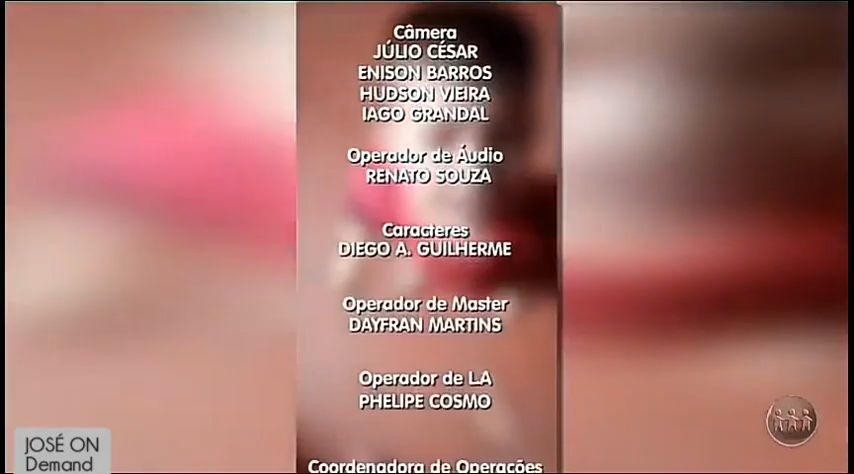 Câmera
JÚLIO CÉSAR
ENISON BARROS
HUDSON VIEIRA
IAGO GRANDAL
Operador de Áudio
RENATO SOUZA
Caracteres
DIEGO A. GUILHERME
Operador de Master
DAYFRAN MARTINS
Operador de L.A
PHELIPE COSMO
Coordenadora de Operações
JOSÉ ON
Demand